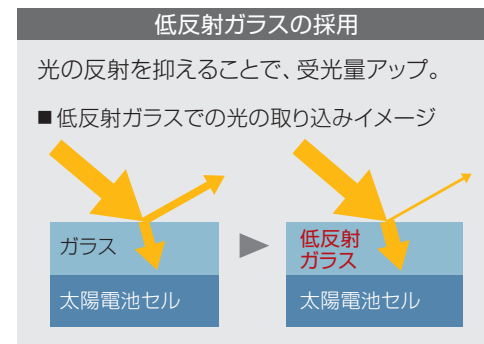 低反射ガラスの採用
光の反射を抑えることで、受光量アップ。
■低反射ガラスでの光の取り込みイメージ
ガラス
太陽電池セル
低反射
ガラス
太陽電池セル